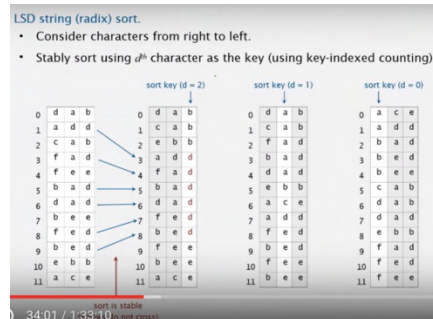 LSD string (radix) sort.
• Consider characters from right to left.
• Stably sort using dth character as the key (using key-indexed counting)
sort key (d = 2) sort key (d = 1) sort key (d = 0)
0 d a b 0 d a b 0 d a b 0 a c e
1 a d d 1 c a b 1 c a b 1 a d d
2 c a b 2 e b b 2 f a d 2 b a d
3 f a d 3 a d d 3 b a d 3 b e d
4 f e e 4 f a d 4 d a d 4 b e e
5 b a d 5 b a d 5 e b b 5 c a b
6 d a d 6 d a d 6 a c e 6 d a b
7 b e e 7 f e d 7 a d d 7 d a d
8 f e d 8 b e d 8 f e d 8 e b b
9 b e d 9 f e e 9 b e d 9 f a d
10 e b b 10 b e e 10 f e e 10 f e d
11 a c e 11 a c e 11 b e e 11 f e e
sort is stable
do not cross)
34:01 / 1:33:10